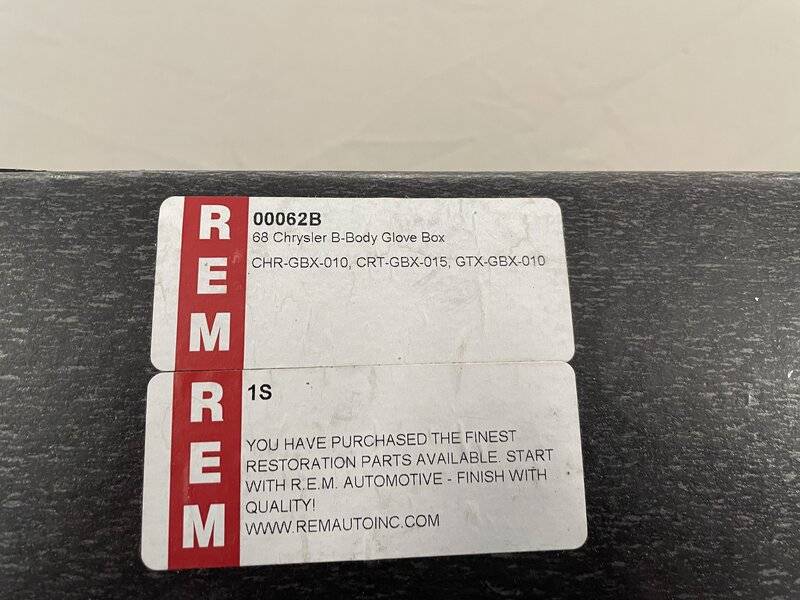 REM
00062B
68 Chrysler B-Body Glove Box
CHR-GBX-010, CRT-GBX-015, GTX-GBX-010
REM
1S
YOU HAVE PURCHASED THE FINEST
RESTORATION PARTS AVAILABLE. START
WITH R.E.M. AUTOMOTIVE - FINISH WITH
QUALITY!
WWW.REMAUTOINC.COM